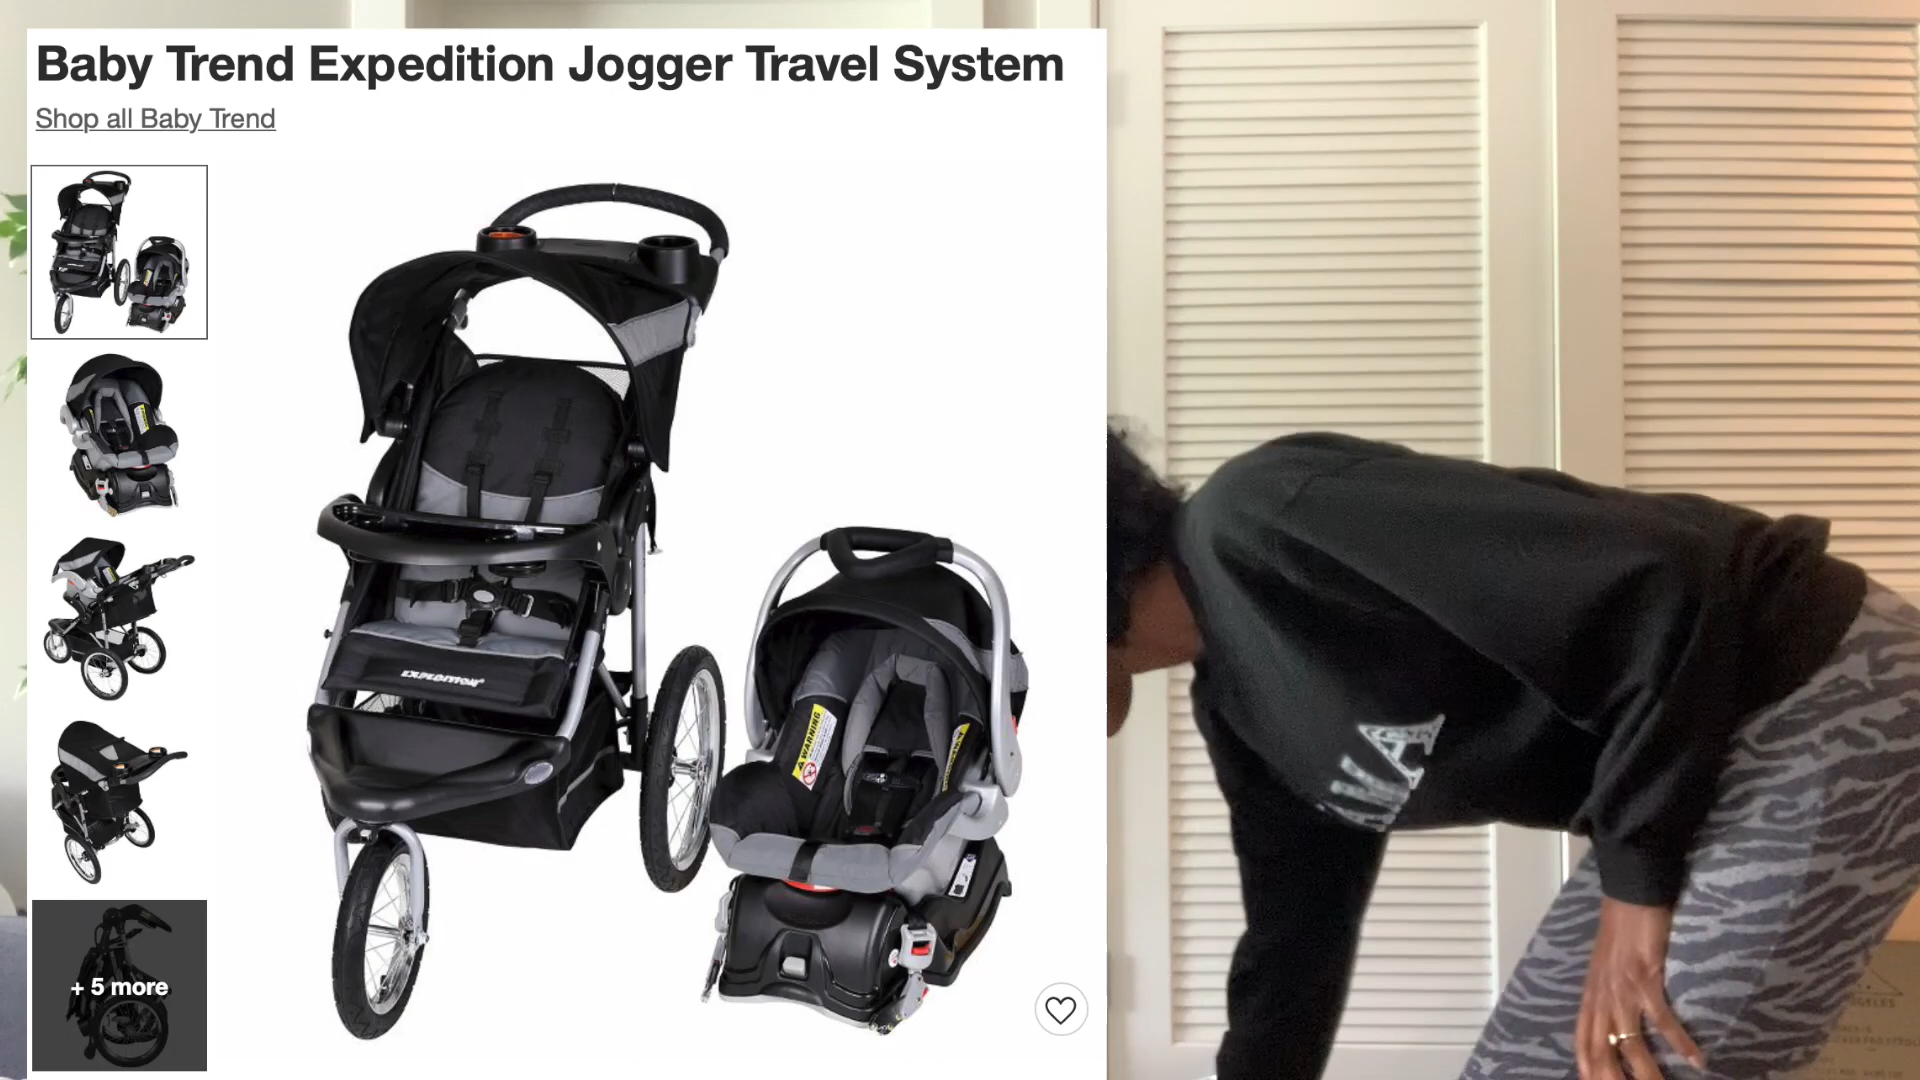 Baby Trend Expedition Jogger Travel System
Shop all Baby Trend
EXPEDITION
WARNING
+ 5 more